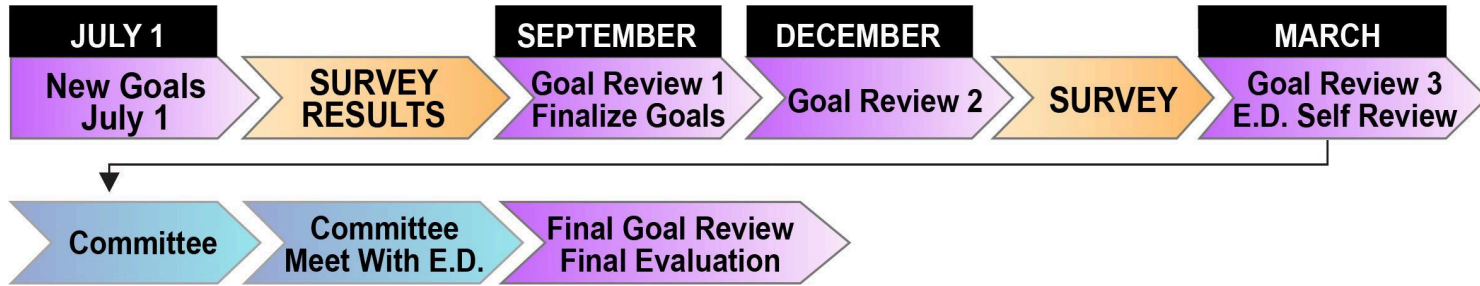 JULY 1
New Goals
July 1
SURVEY
RESULTS
SEPTEMBER
Goal Review 1
Finalize Goals
DECEMBER
Goal Review 2
SURVEY
MARCH
Goal Review 3
E.D. Self Review
Committee
Committee
Meet With E.D.
Final Goal Review
Final Evaluation